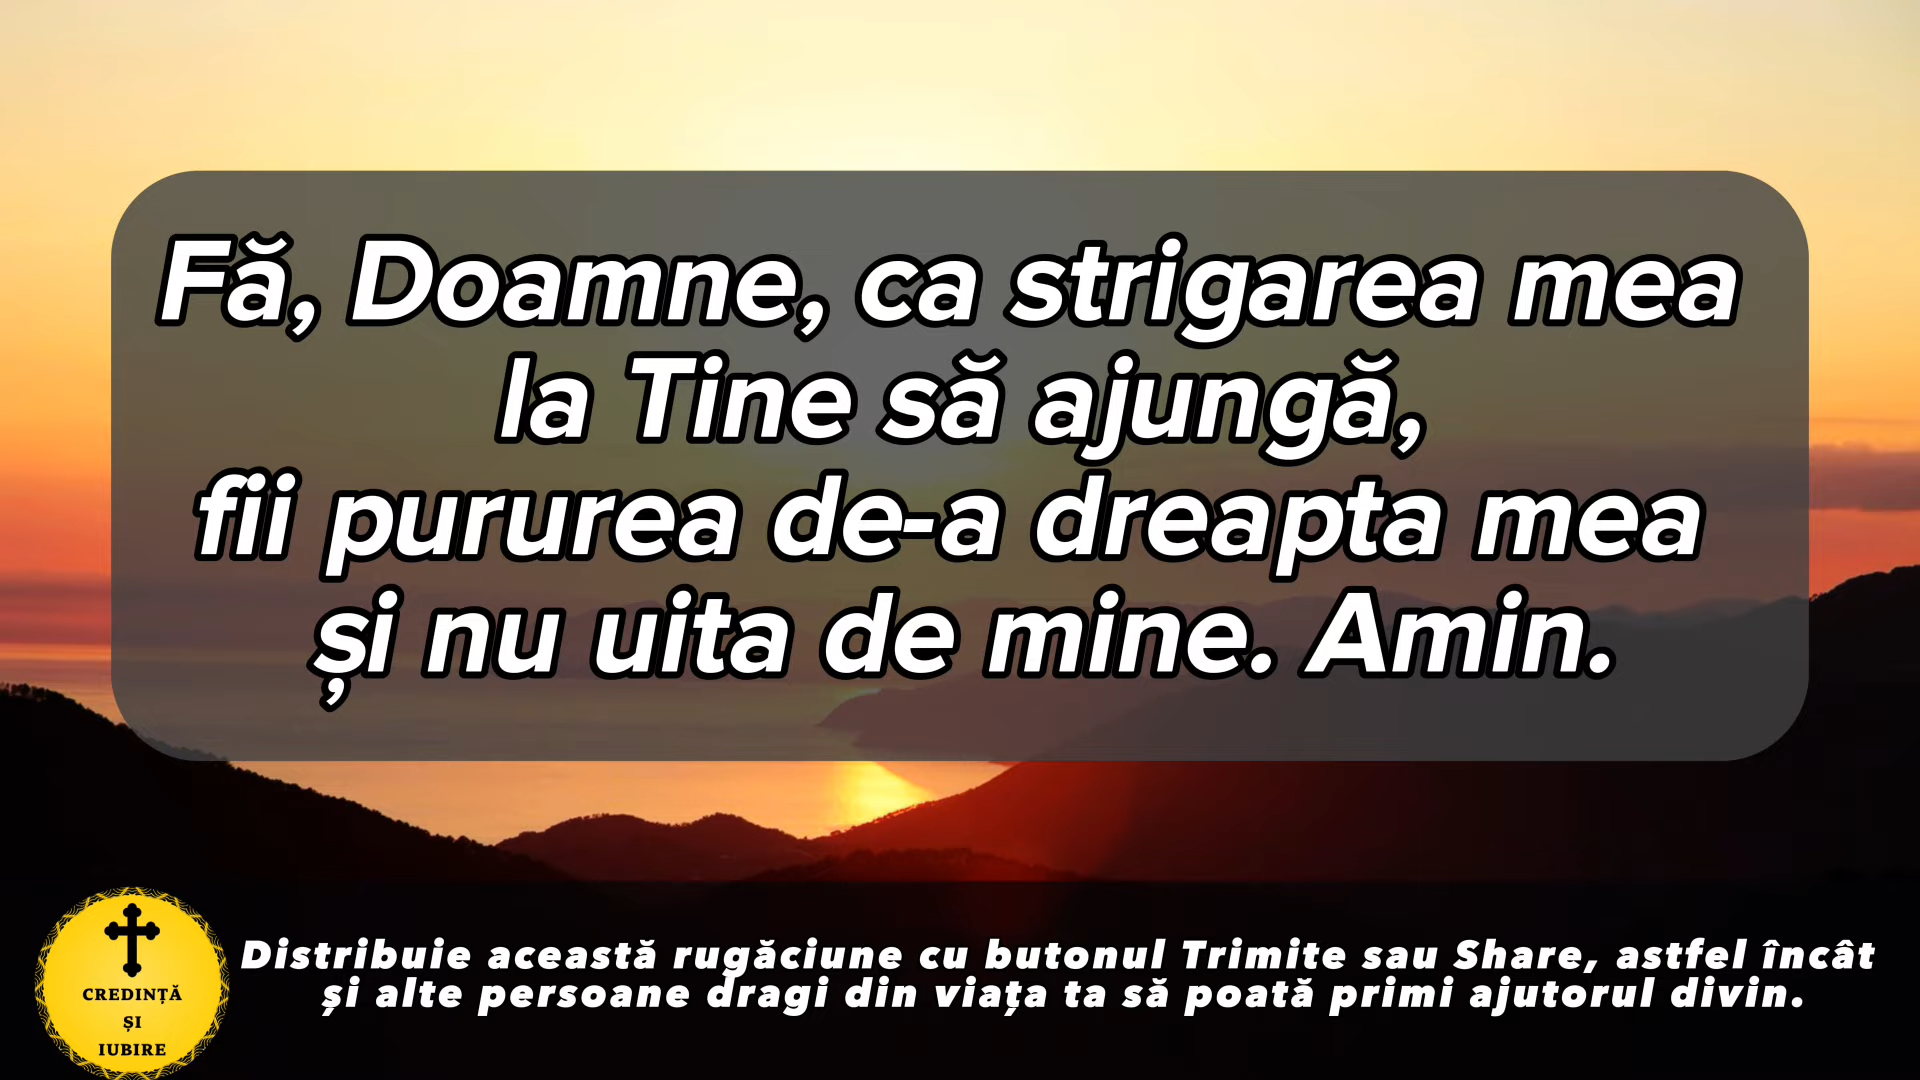 Fă, Doamne, ca strigarea mea
la Tine să ajungă,
fii pururea de-a dreapta mea
și nu uita de mine. Amin.
CREDINȚĂ
ȘI
IUBIRE
Distribuie această rugăciune cu butonul Trimite sau Share, astfel încât
și alte persoane dragi din viața ta să poată primi ajutorul divin.